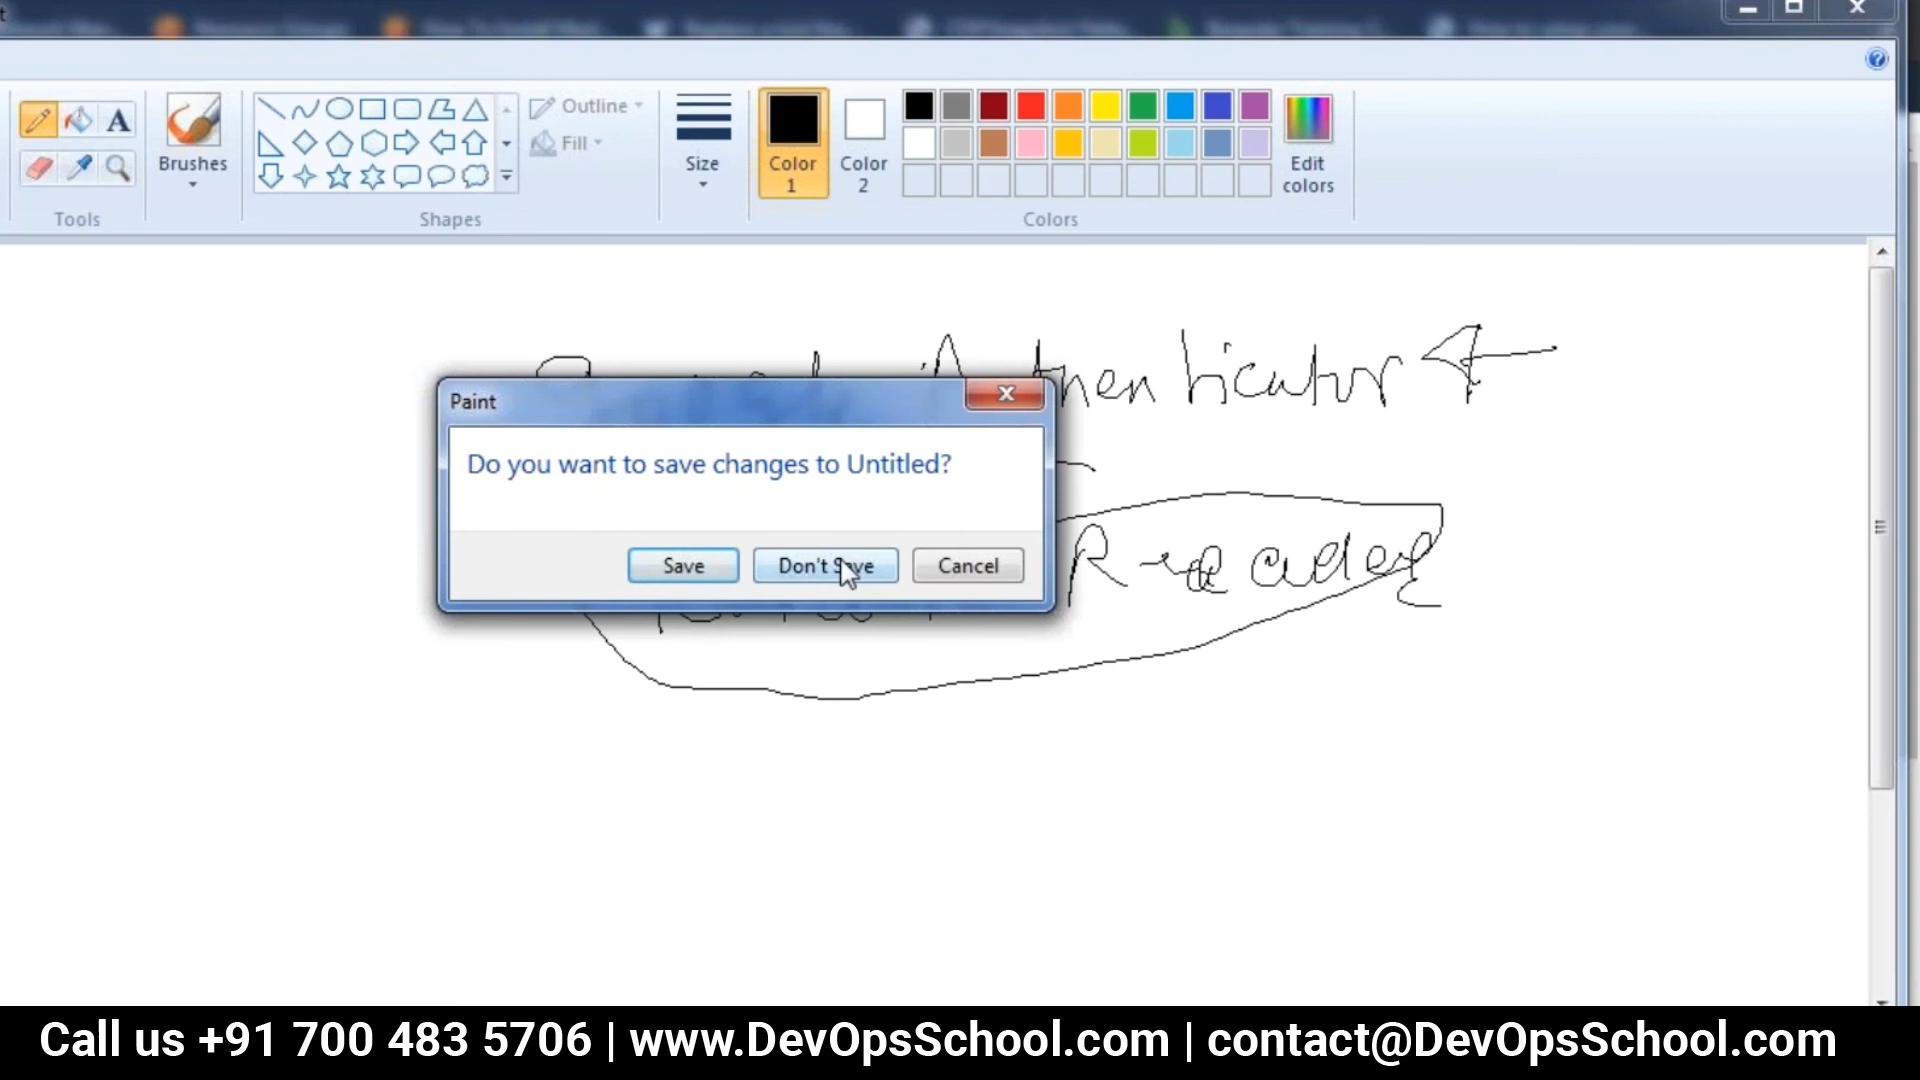 Brushes
Outline
Fill
Size
Color 1
Color 2
Edit colors
Tools
Shapes
Colors
Authenticator
Paint
Do you want to save changes to Untitled?
Save
Don't Save
Cancel
Call us +91 700 483 5706 | www.DevOpsSchool.com | contact@DevOpsSchool.com